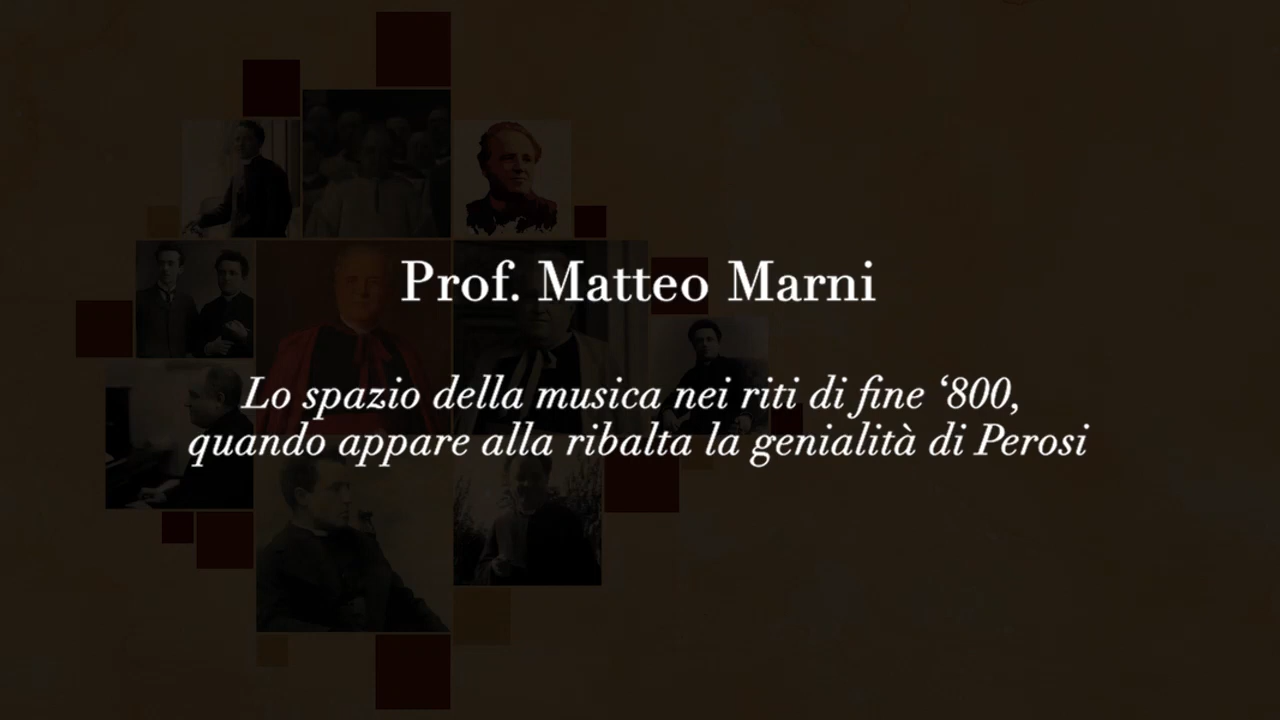 Prof. Matteo Marni
Lo spazio della musica nei riti di fine ‘800,
quando appare alla ribalta la genialità di Perosi